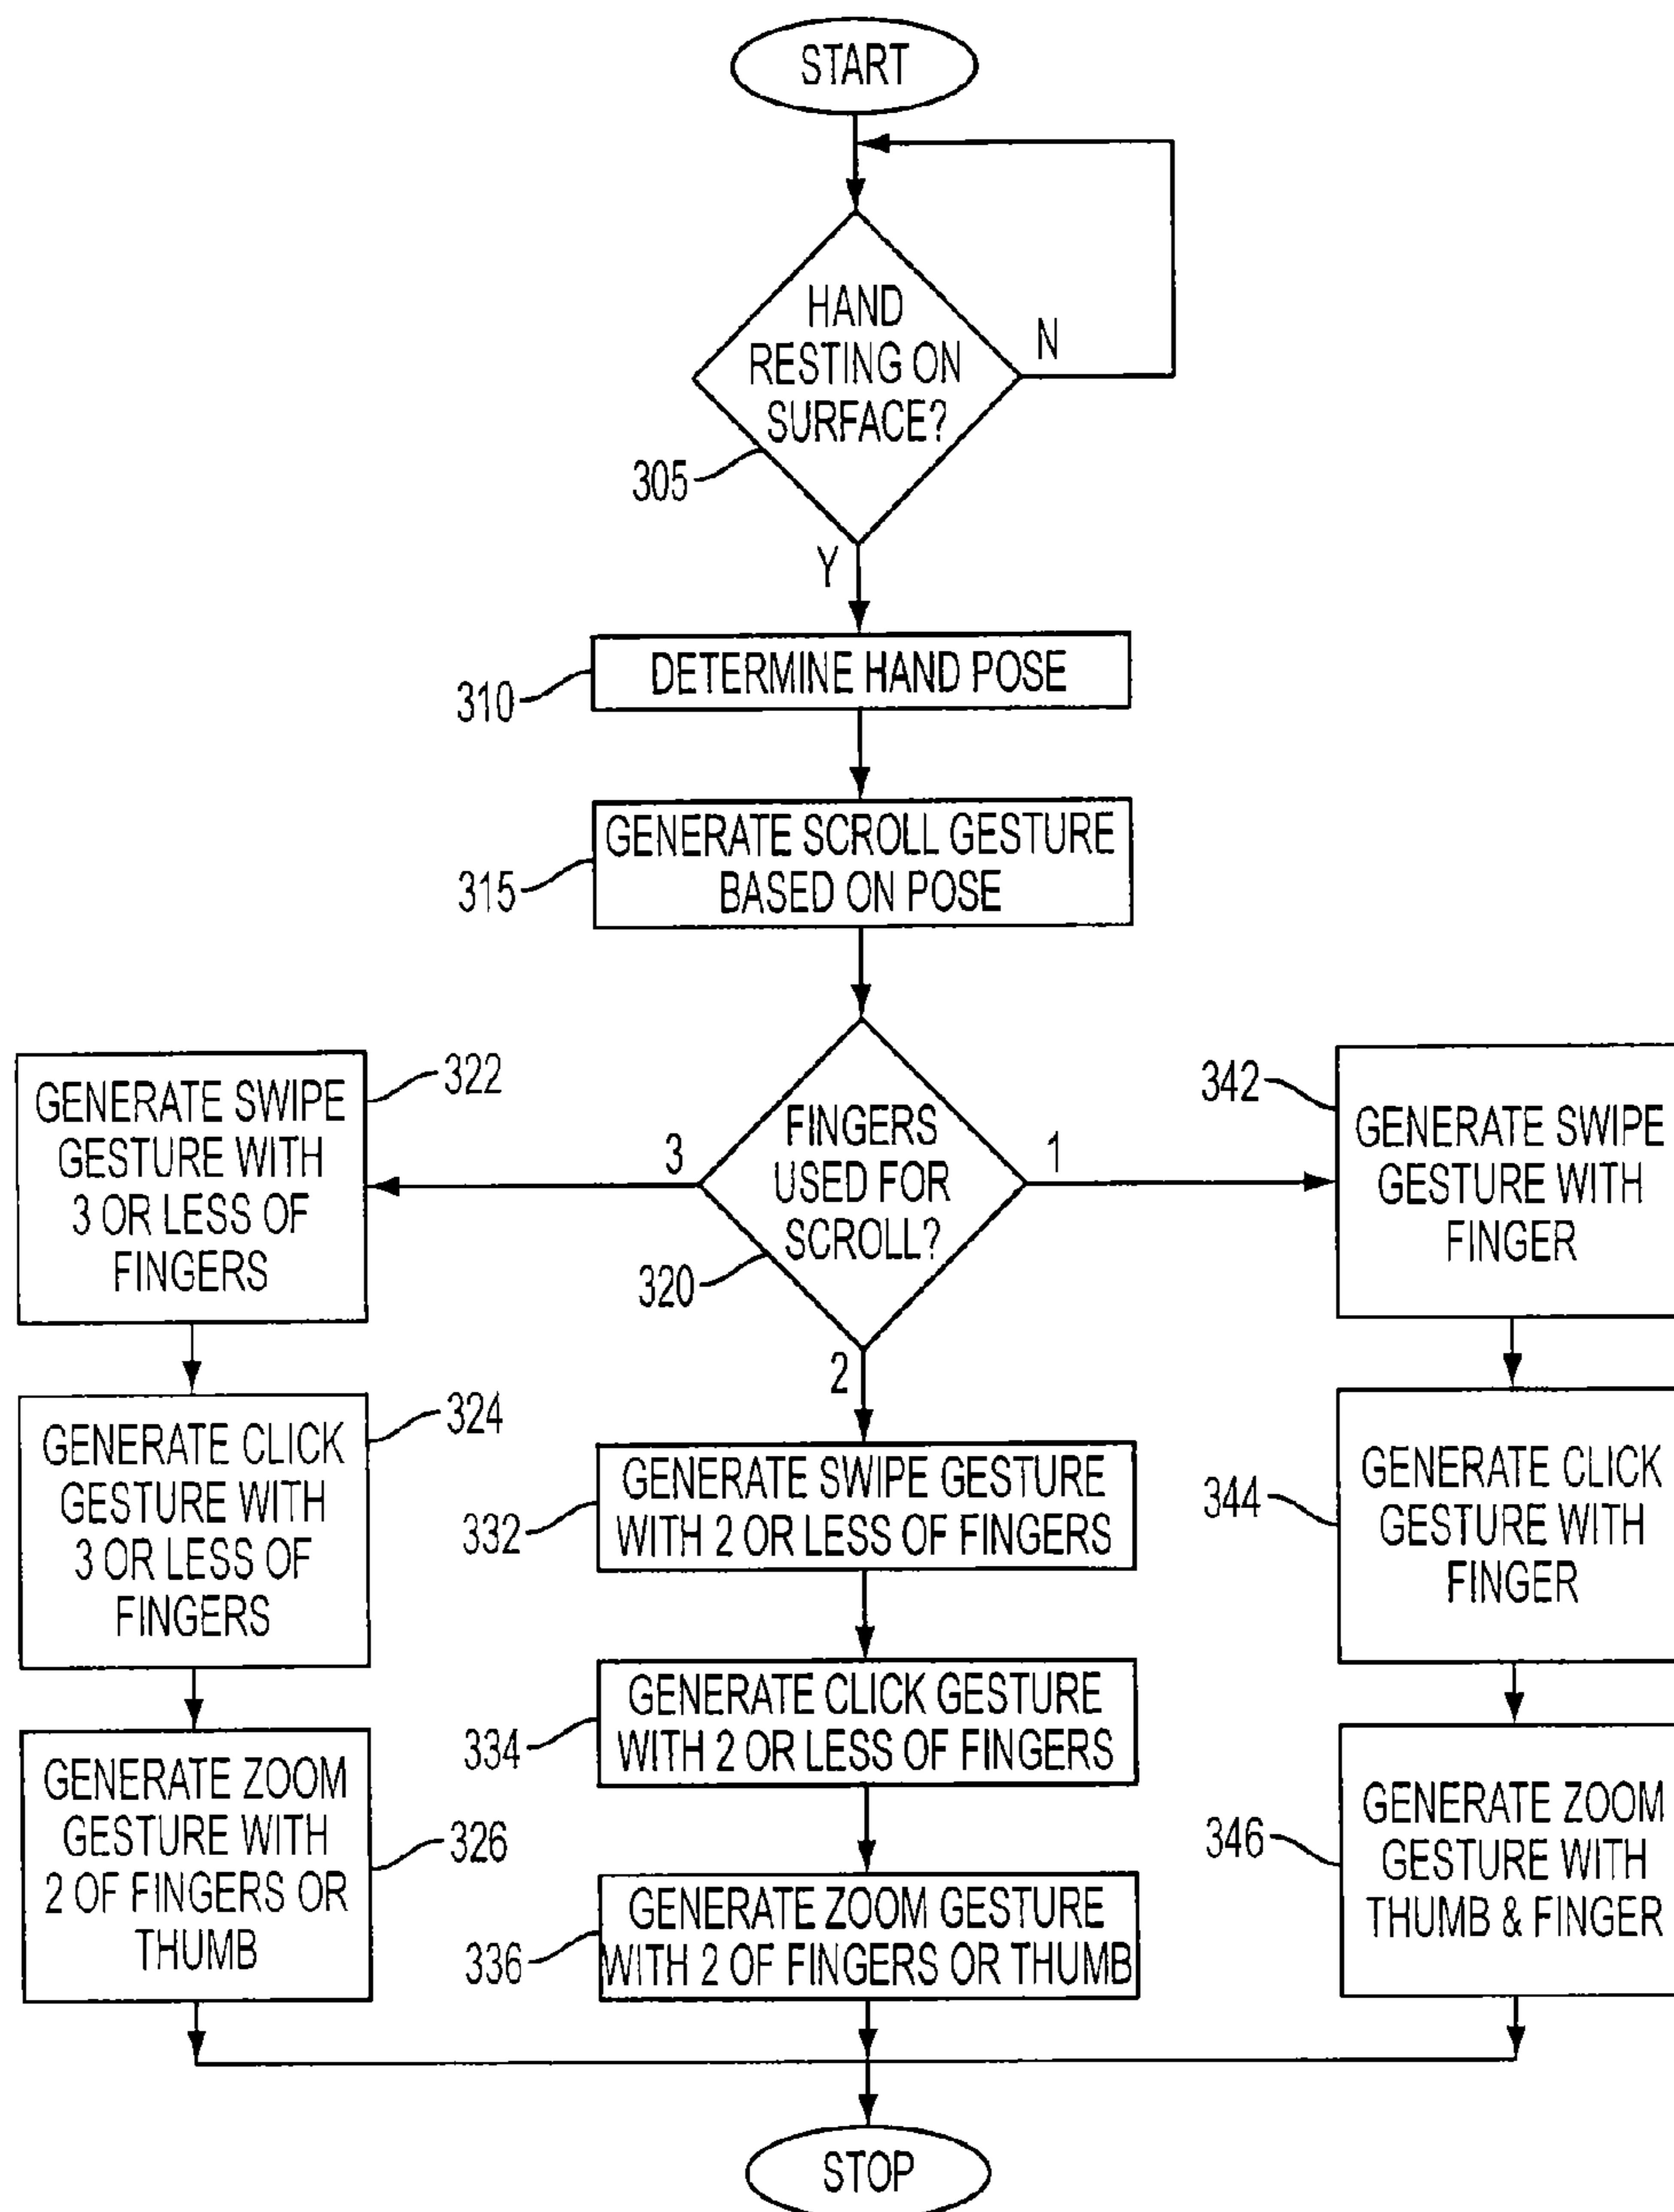 START
HAND
RESTING ON
SURFACE?
N
305
Y
DETERMINE HAND POSE
310
GENERATE SCROLL GESTURE
BASED ON POSE
315
FINGERS
USED FOR
SCROLL?
320
3
1
2
GENERATE SWIPE
GESTURE WITH
3 OR LESS OF
FINGERS
322
GENERATE CLICK
GESTURE WITH
3 OR LESS OF
FINGERS
324
GENERATE ZOOM
GESTURE WITH
2 OF FINGERS OR
THUMB
326
GENERATE SWIPE GESTURE
WITH 2 OR LESS OF FINGERS
332
GENERATE CLICK GESTURE
WITH 2 OR LESS OF FINGERS
334
GENERATE ZOOM GESTURE
WITH 2 OF FINGERS OR THUMB
336
342
GENERATE SWIPE
GESTURE WITH
FINGER
344
GENERATE CLICK
GESTURE WITH
FINGER
346
GENERATE ZOOM
GESTURE WITH
THUMB & FINGER
STOP